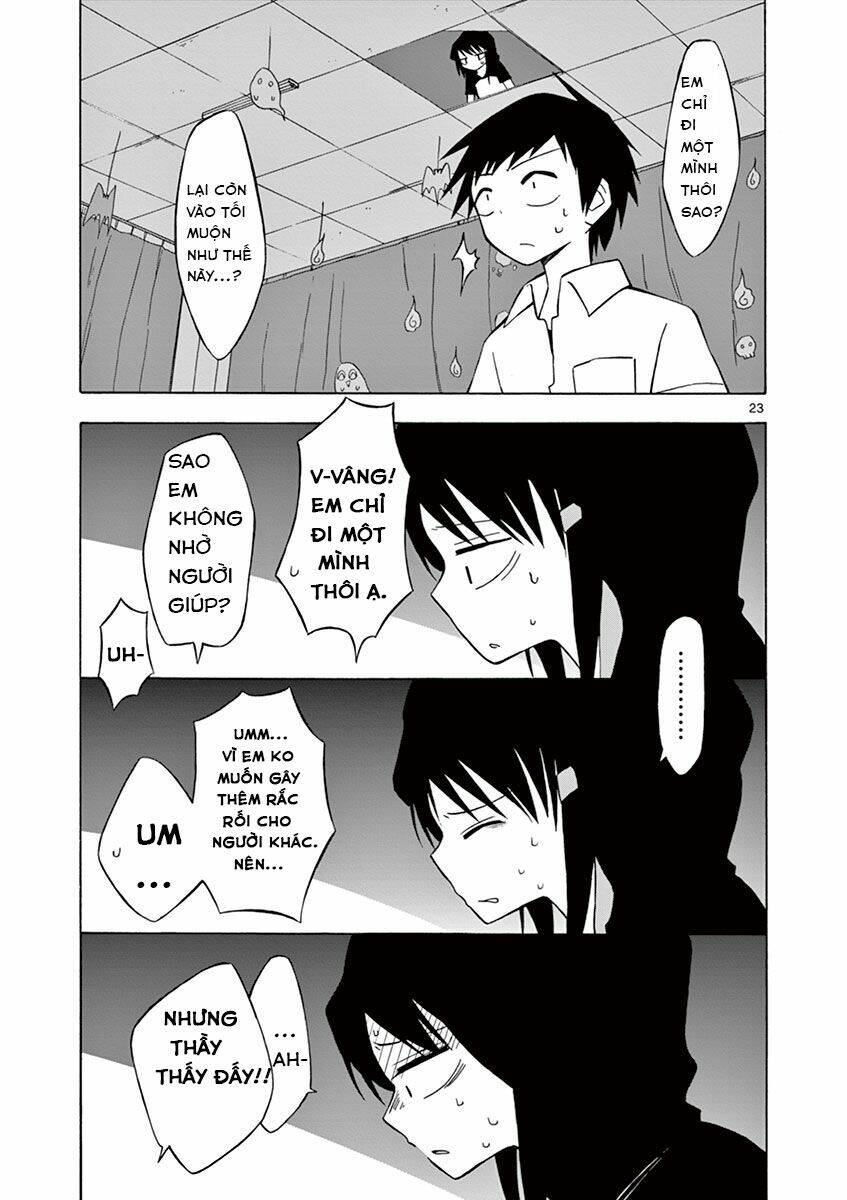 EM
CHỈ
ĐI
MỘT
MÌNH
THÔI
SAO?
LẠI CÒN
VÀO TỐI
MUỘN
NHƯ THẾ
NÀY...?
23
V-VÂNG!
EM CHỈ
ĐI MỘT
MÌNH
THÔI Ạ.
SAO
EM
KHÔNG
NHỜ
NGƯỜI
GIÚP?
UH-
.........
UMM...
VÌ EM KO
MUỐN GÂY
THÊM RẮC
RỐI CHO
NGƯỜI KHÁC.
NÊN...
UM
...
...
AH-
NHƯNG
THẦY
THẤY ĐẤY!!